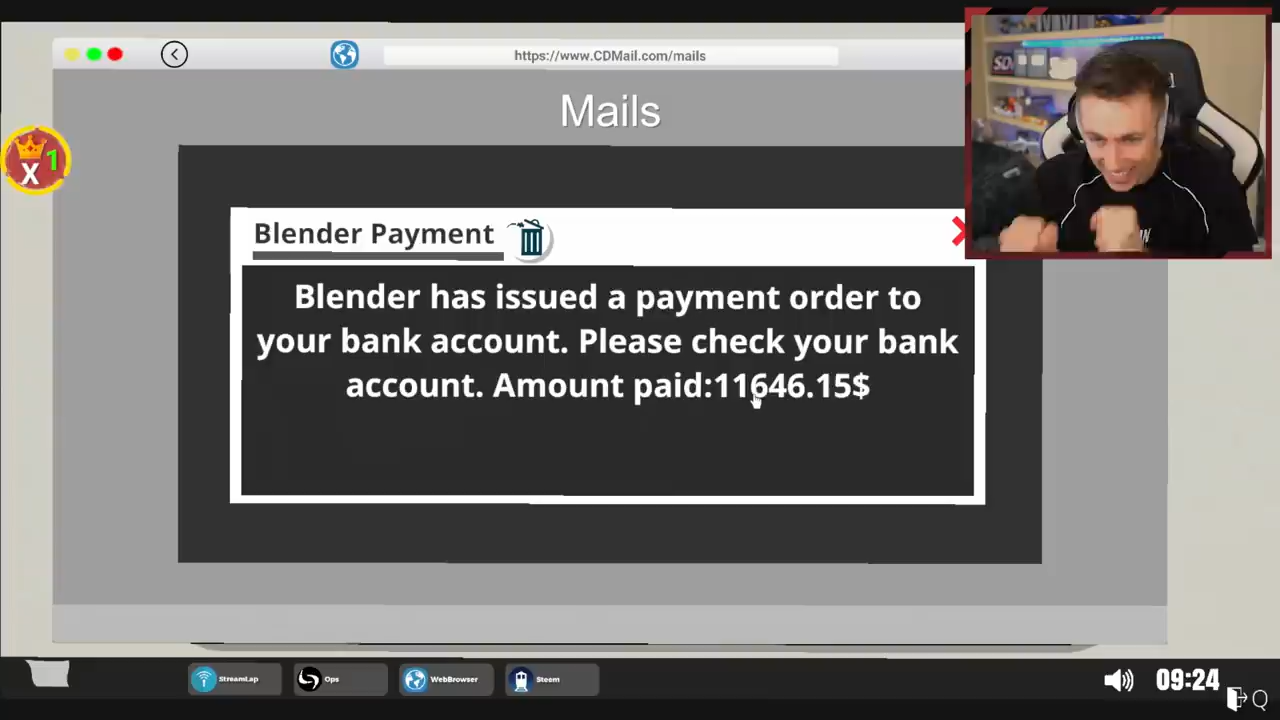 https://www.CDMail.com/mails
Mails
X 1
Blender Payment
Blender has issued a payment order to
your bank account. Please check your bank
account. Amount paid:11646.15$
StreamLap
Ops
WebBrowser
Steem
09:24
Q